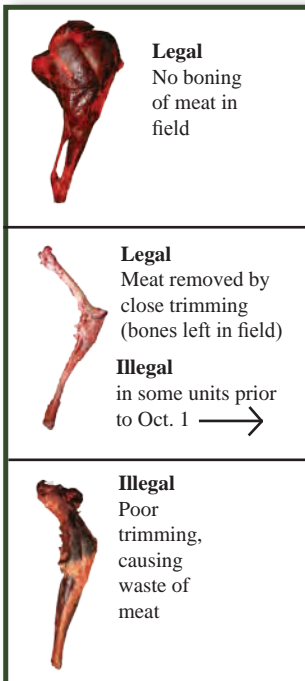 Legal
No boning
of meat in
field
Legal
Meat removed by
close trimming
(bones left in field)
Illegal
in some units prior
to Oct. 1
Illegal
Poor
trimming,
causing
waste of
meat